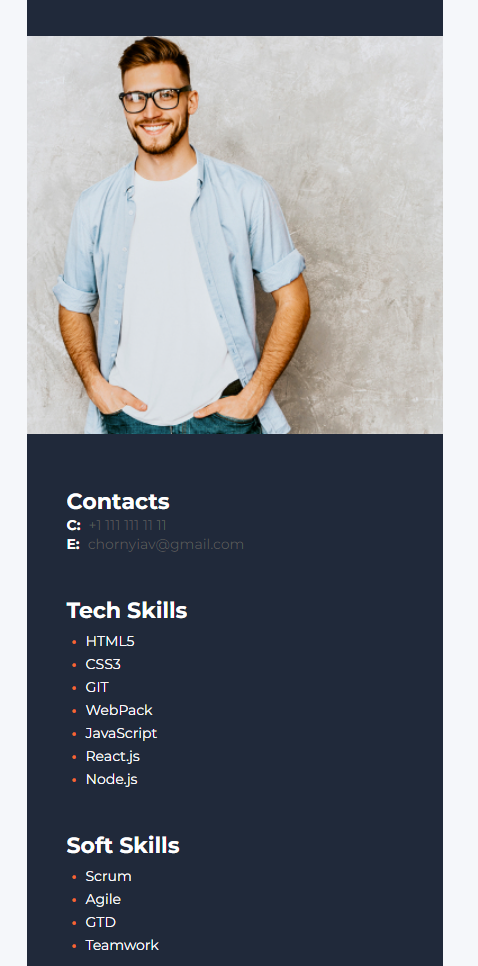 Contacts
C: +1 111 111 11 11
E: chornyiav@gmail.com
Tech Skills
• HTML5
• CSS3
• GIT
• WebPack
• JavaScript
• React.js
• Node.js
Soft Skills
• Scrum
• Agile
• GTD
• Teamwork